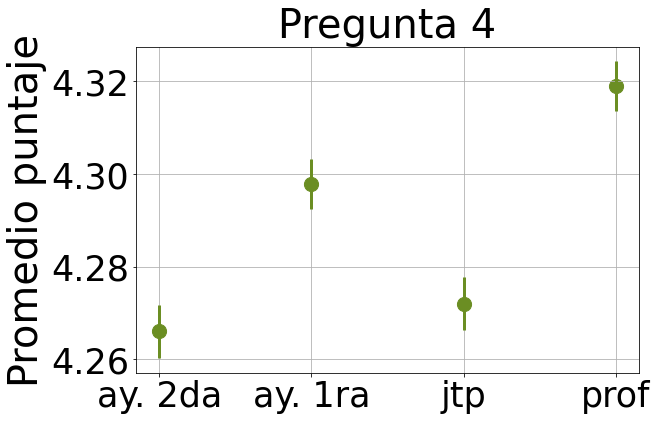 Pregunta 4
Promedio puntaje
4.32
4.30
4.28
4.26
ay. 2da ay. 1ra jtp prof